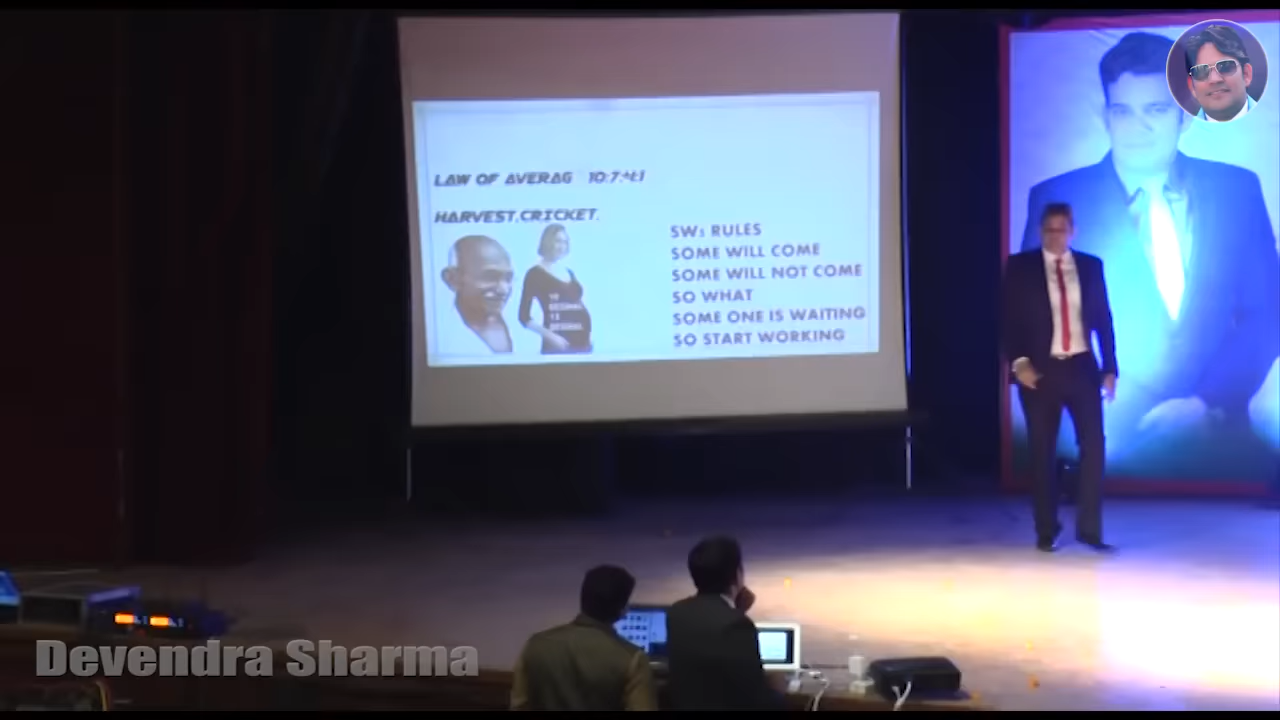 LAW OF AVERAG 10:7:4:1
HARVEST.CRICKET.
SWs RULES
SOME WILL COME
SOME WILL NOT COME
SO WHAT
SOME ONE IS WAITING
SO START WORKING
Devendra Sharma